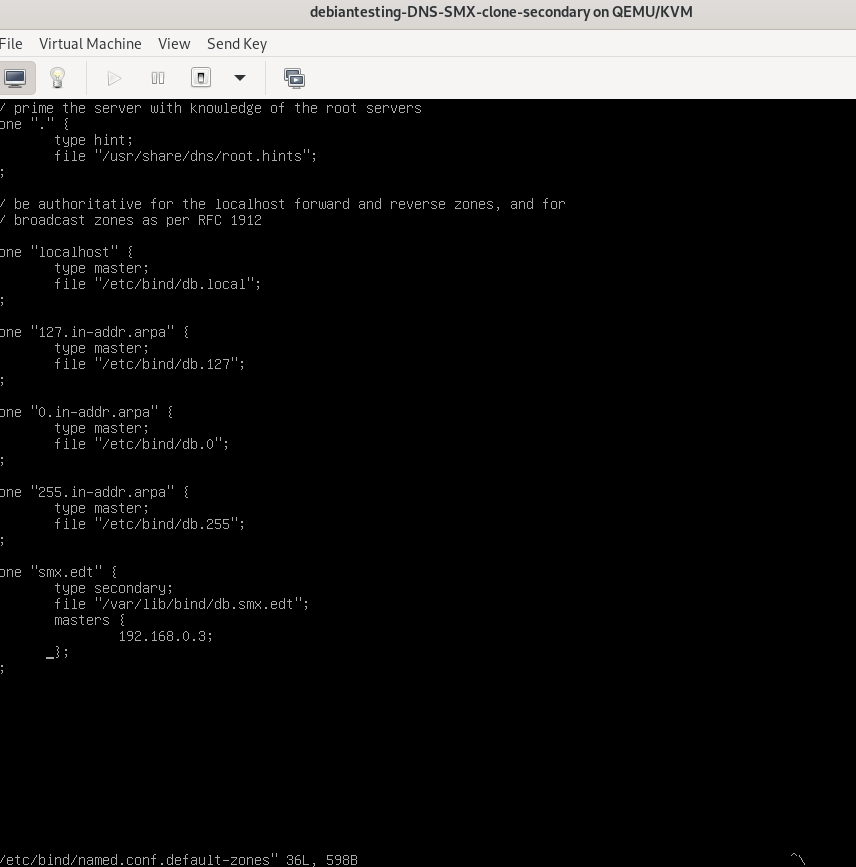 debiantesting-DNS-SMX-clone-secondary on QEMU/KVM
File Virtual Machine View Send Key
/ prime the server with knowledge of the root servers
one "." {
type hint;
file "/usr/share/dns/root.hints";
;
/ be authoritative for the localhost forward and reverse zones, and for
/ broadcast zones as per RFC 1912
one "localhost" {
type master;
file "/etc/bind/db.local";
;
one "127.in-addr.arpa" {
type master;
file "/etc/bind/db.127";
;
one "0.in-addr.arpa" {
type master;
file "/etc/bind/db.0";
;
one "255.in-addr.arpa" {
type master;
file "/etc/bind/db.255";
;
one "smx.edt" {
type secondary;
file "/var/lib/bind/db.smx.edt";
masters {
192.168.0.3;
_};
;
/etc/bind/named.conf.default-zones" 36L, 598B ^\